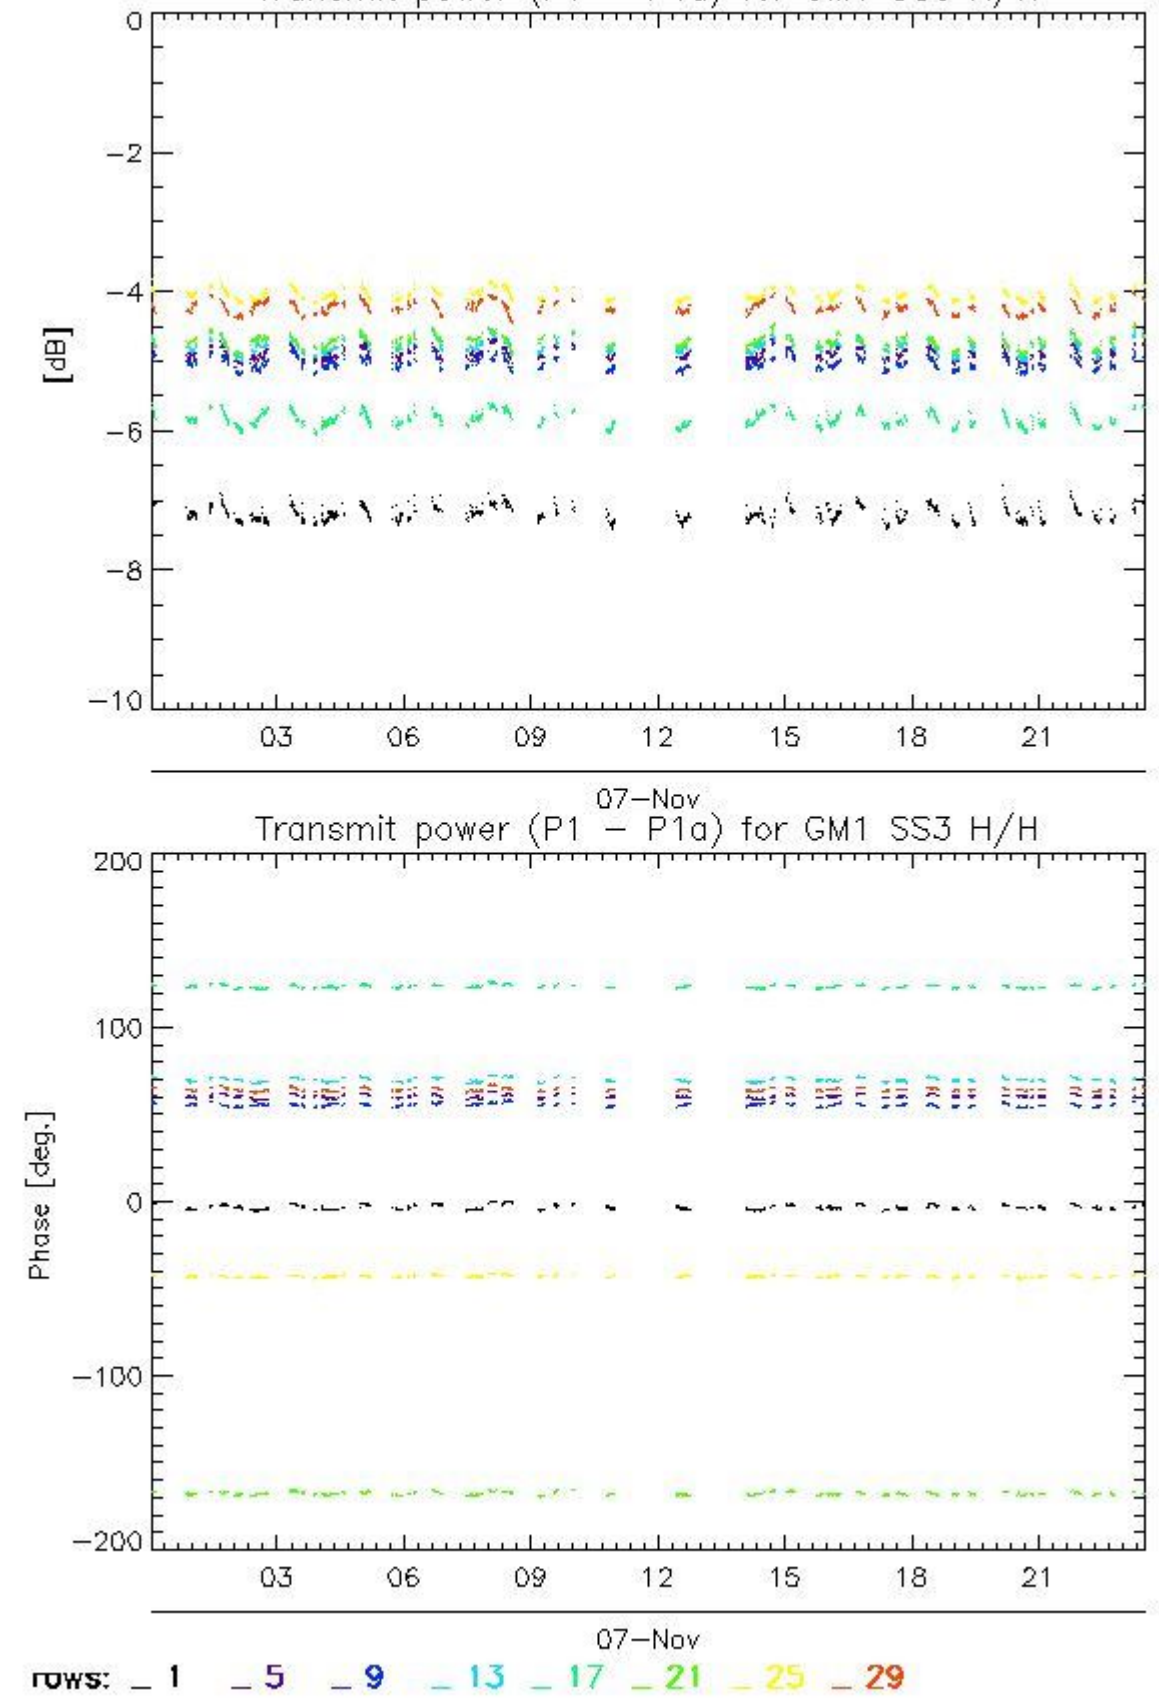 0
-2
-4
[dB]
-6
-8
-10
03 06 09 12 15 18 21
07-Nov
Transmit power (P1 - P1a) for GM1 SS3 H/H
200
100
0
Phase [deg.]
-100
-200
03 06 09 12 15 18 21
07-Nov
rows: _ 1 _ 5 _ 9 _ 13 _ 17 _ 21 _ 25 _ 29